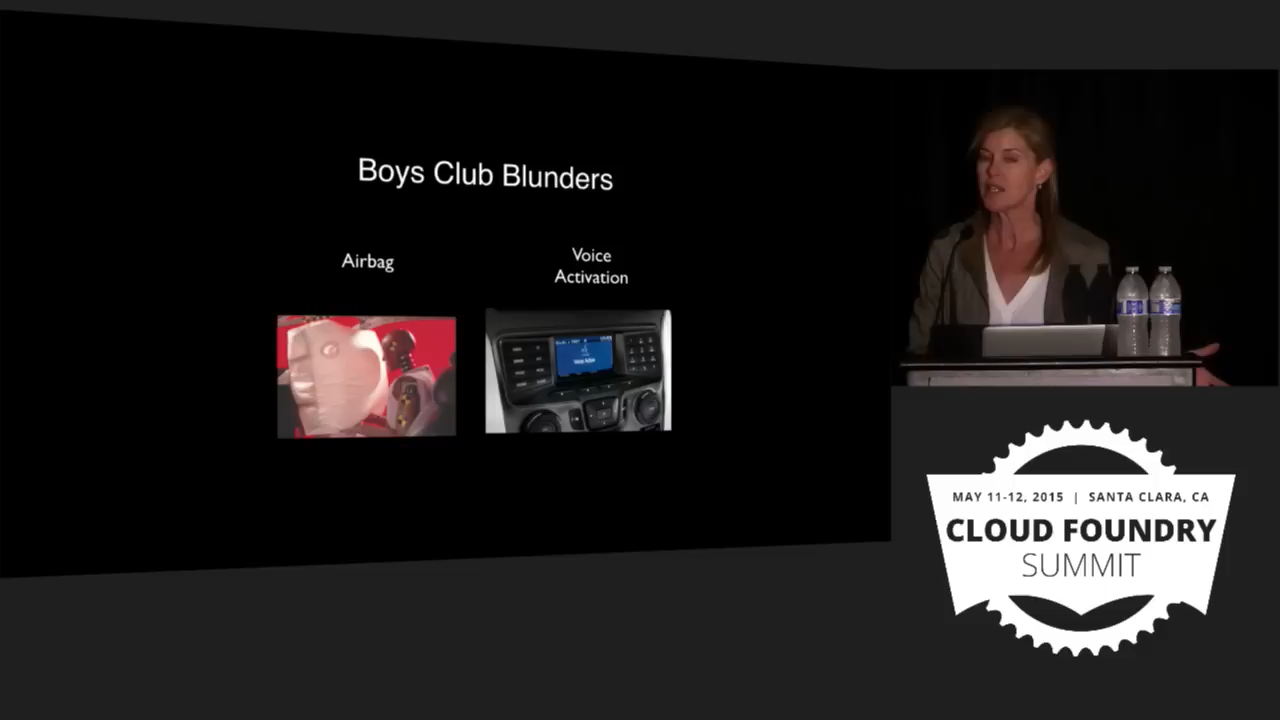 Boys Club Blunders
Airbag
Voice
Activation
MAY 11-12, 2015 | SANTA CLARA, CA
CLOUD FOUNDRY
SUMMIT